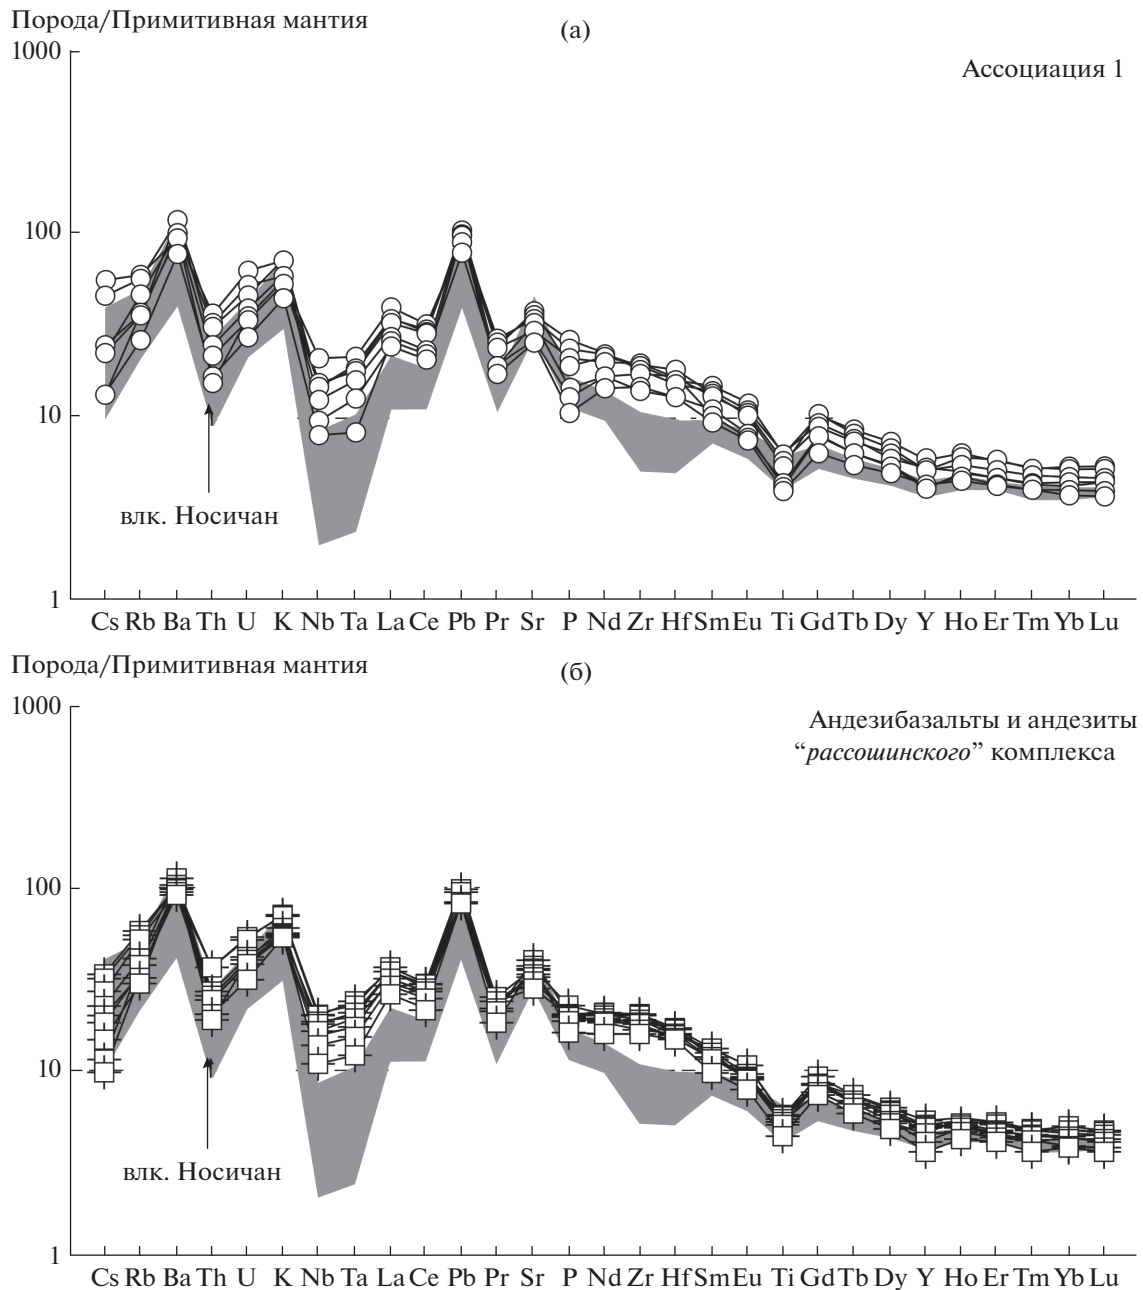 Порода/Примитивная мантия
(а)
1000
Ассоциация 1
100
10
влк. Носичан
1
Cs Rb Ba Th U K Nb Ta La Ce Pb Pr Sr P Nd Zr Hf Sm Eu Ti Gd Tb Dy Y Ho Er Tm Yb Lu
Порода/Примитивная мантия
(б)
1000
Андезибазальты и андезиты
“рассошинского” комплекса
100
10
влк. Носичан
1
Cs Rb Ba Th U K Nb Ta La Ce Pb Pr Sr P Nd Zr Hf Sm Eu Ti Gd Tb Dy Y Ho Er Tm Yb Lu